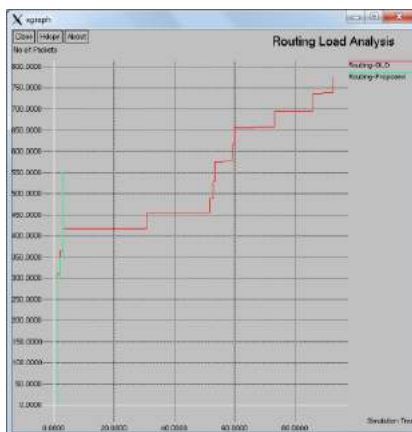 xgraph
Close Hdcpy About
Routing Load Analysis
No of Packets
Routing-OLD
Routing-Proposed
800.0000
750.0000
700.0000
650.0000
600.0000
550.0000
500.0000
450.0000
400.0000
350.0000
300.0000
250.0000
200.0000
150.0000
100.0000
50.0000
0.0000
0.0000 20.0000 40.0000 60.0000 80.0000
Simulation Time